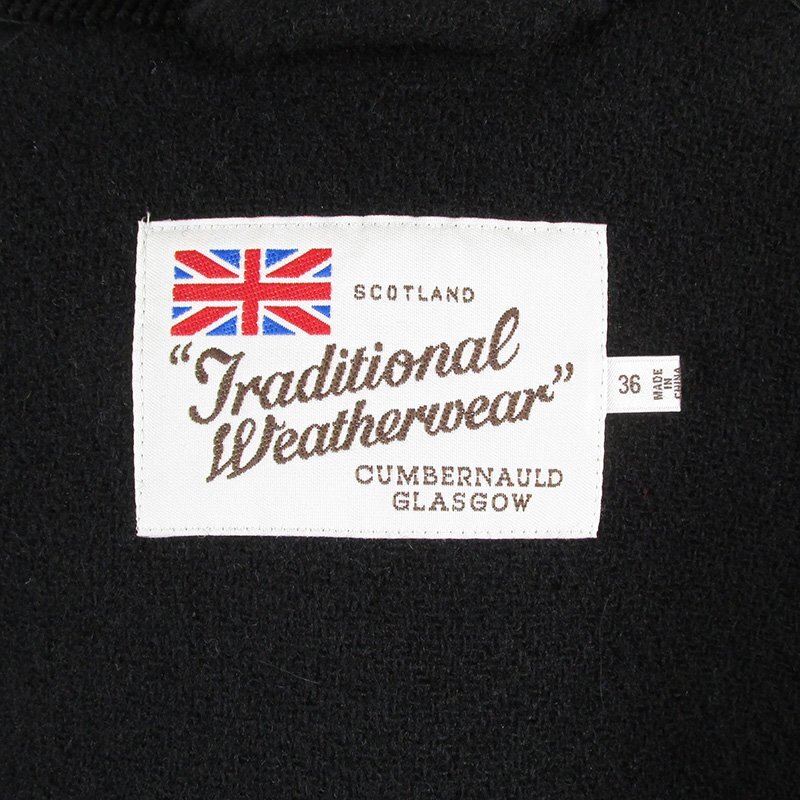 SCOTLAND
"Traditional
Weatherwear"
CUMBERNAULD
GLASGOW
36
MADE IN
CHINA